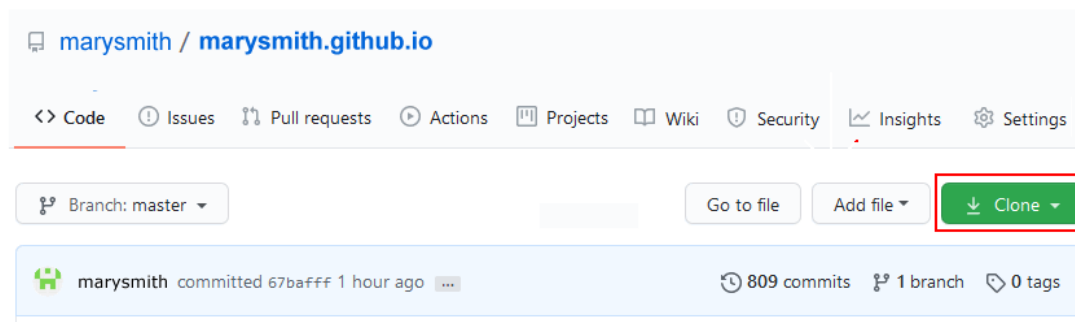 marysmith / marysmith.github.io
Code Issues Pull requests Actions Projects Wiki Security Insights Settings
Branch: master Go to file Add file Clone
marysmith committed 67bafff 1 hour ago ... 809 commits 1 branch 0 tags